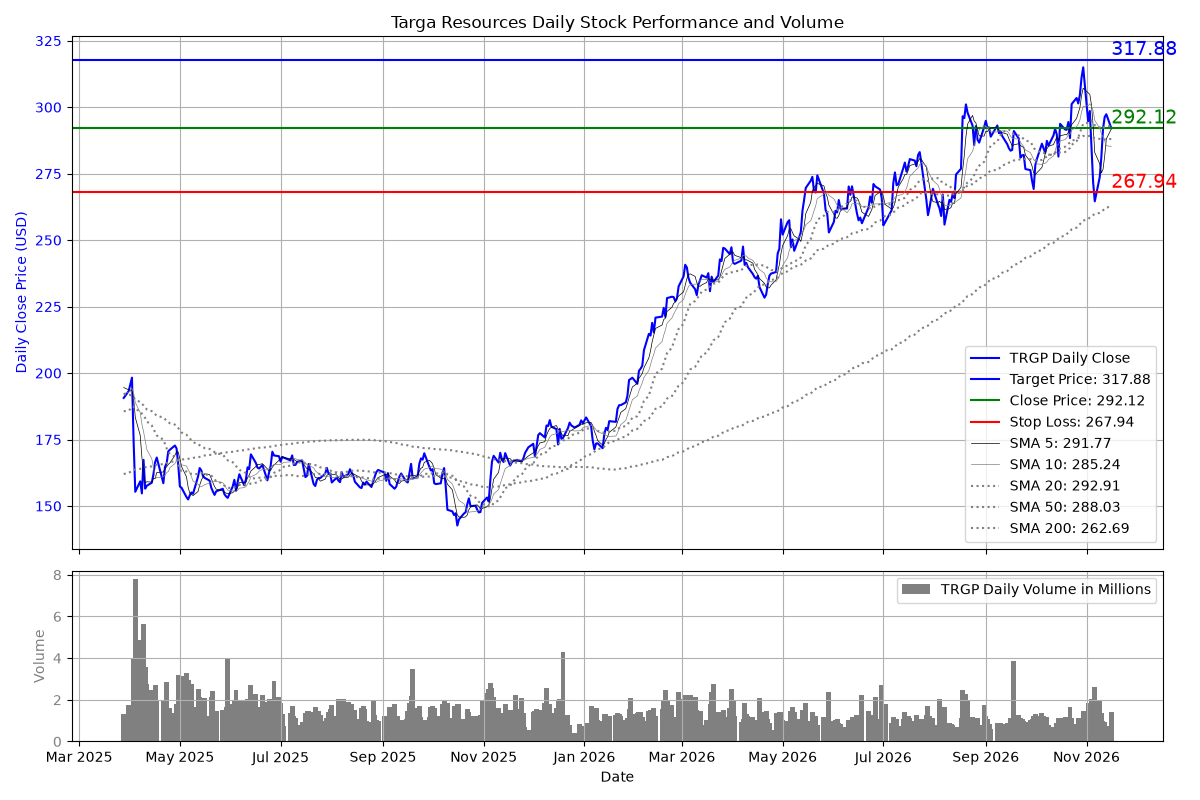 Targa Resources Daily Stock Performance and Volume
325
300
275
250
225
200
175
150
Daily Close Price (USD)
317.88
292.12
267.94
TRGP Daily Close
Target Price: 317.88
Close Price: 292.12
Stop Loss: 267.94
SMA 5: 291.77
SMA 10: 285.24
SMA 20: 292.91
SMA 50: 288.03
SMA 200: 262.69
8
6
4
2
0
Volume
TRGP Daily Volume in Millions
Mar 2025 May 2025 Jul 2025 Sep 2025 Nov 2025 Jan 2026 Mar 2026 May 2026 Jul 2026 Sep 2026 Nov 2026
Date